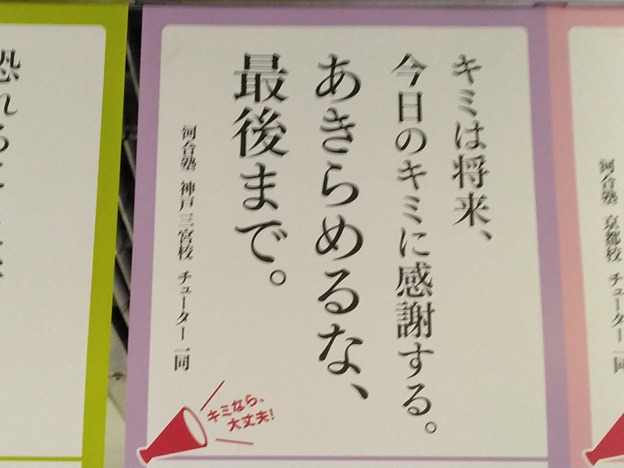 キミは将来、
今日のキミに感謝する。
あきらめるな、
最後まで。
河合塾 神戸三宮校 チューター一同
キミなら、
大丈夫!
河合塾 京都校 チューター一同
恐れる